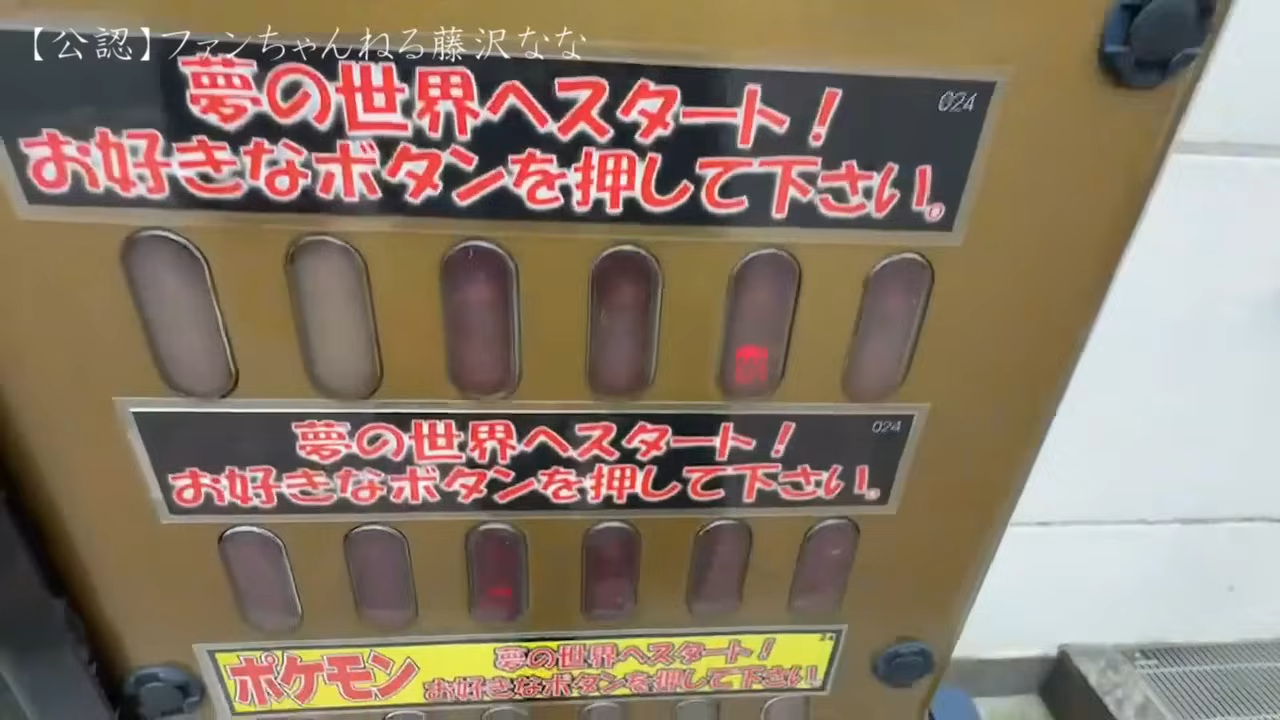 【公認】ファンちゃんねる藤沢なな
夢の世界へスタート！
024
お好きなボタンを押して下さい。
夢の世界へスタート！
024
お好きなボタンを押して下さい。
ポケモン
夢の世界へスタート！
24
お好きなボタンを押して下さい！